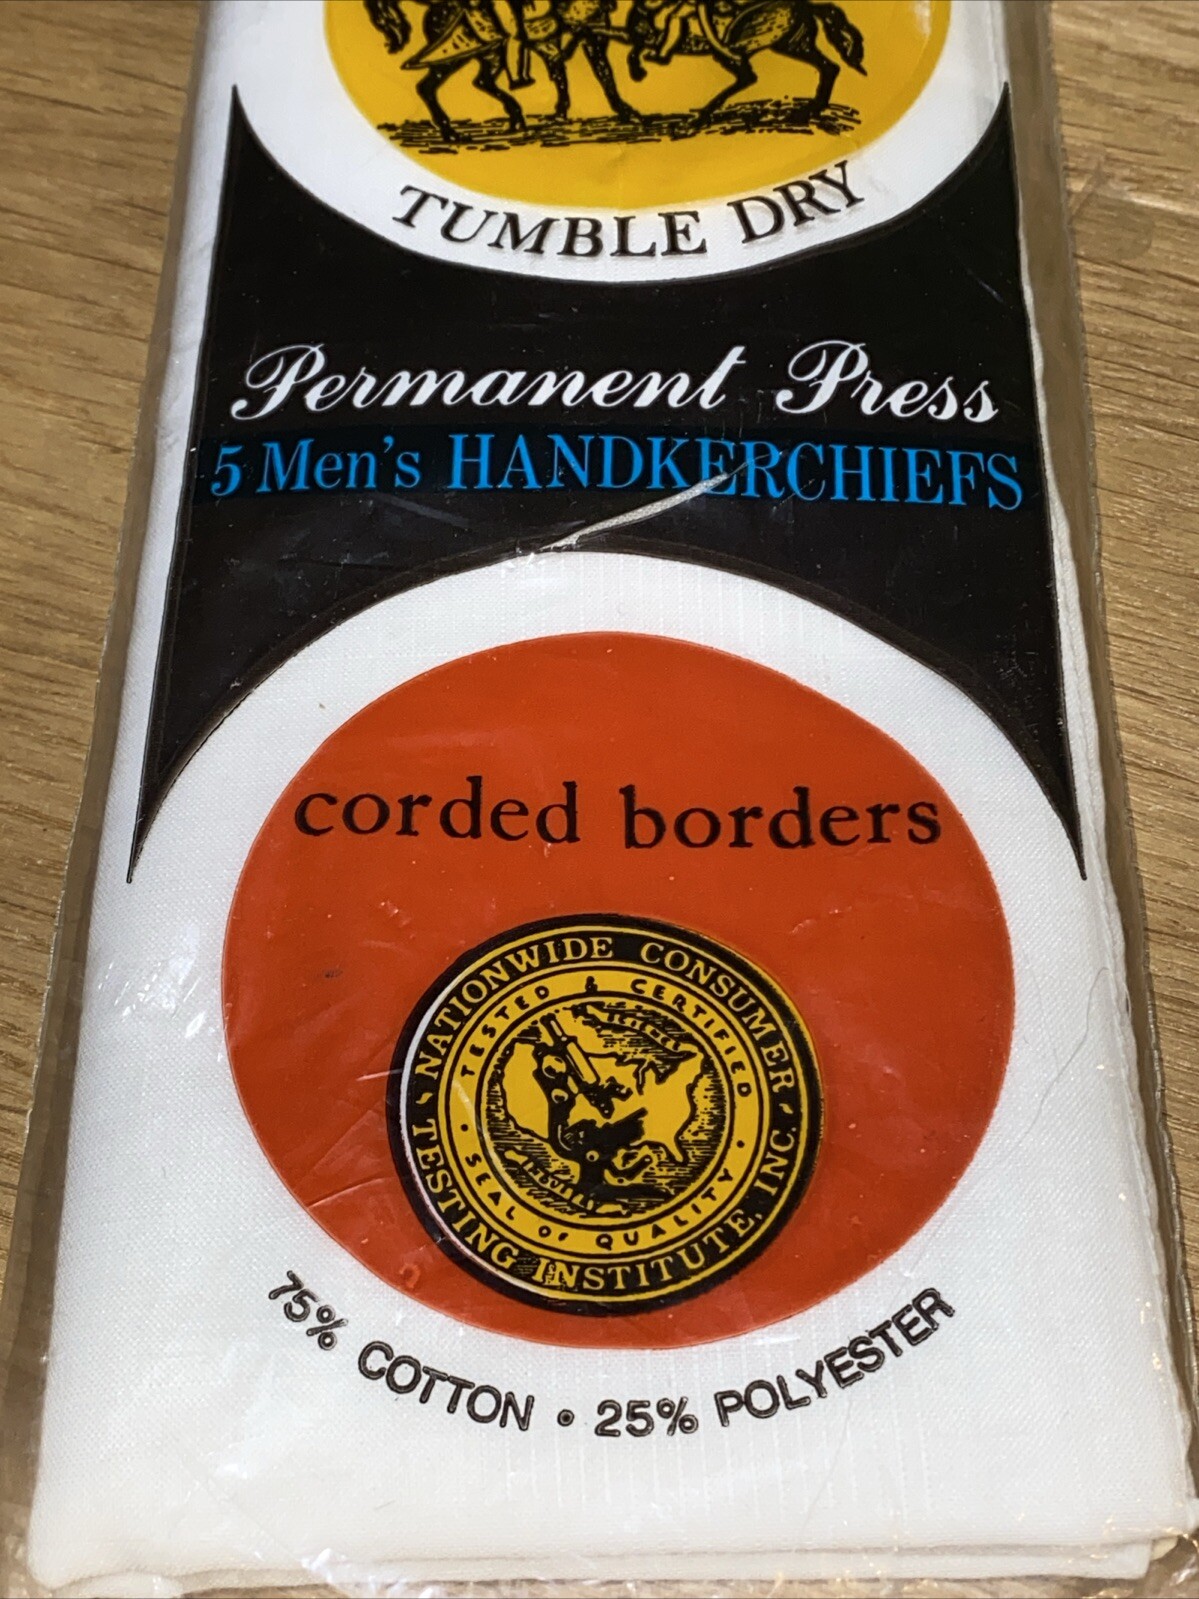 TUMBLE DRY
Permanent Press
5 Men's HANDKERCHIEFS
corded borders
NATIONWIDE CONSUMER TESTING INSTITUTE, INC.
TESTED & CERTIFIED
SEAL OF QUALITY
75% COTTON • 25% POLYESTER